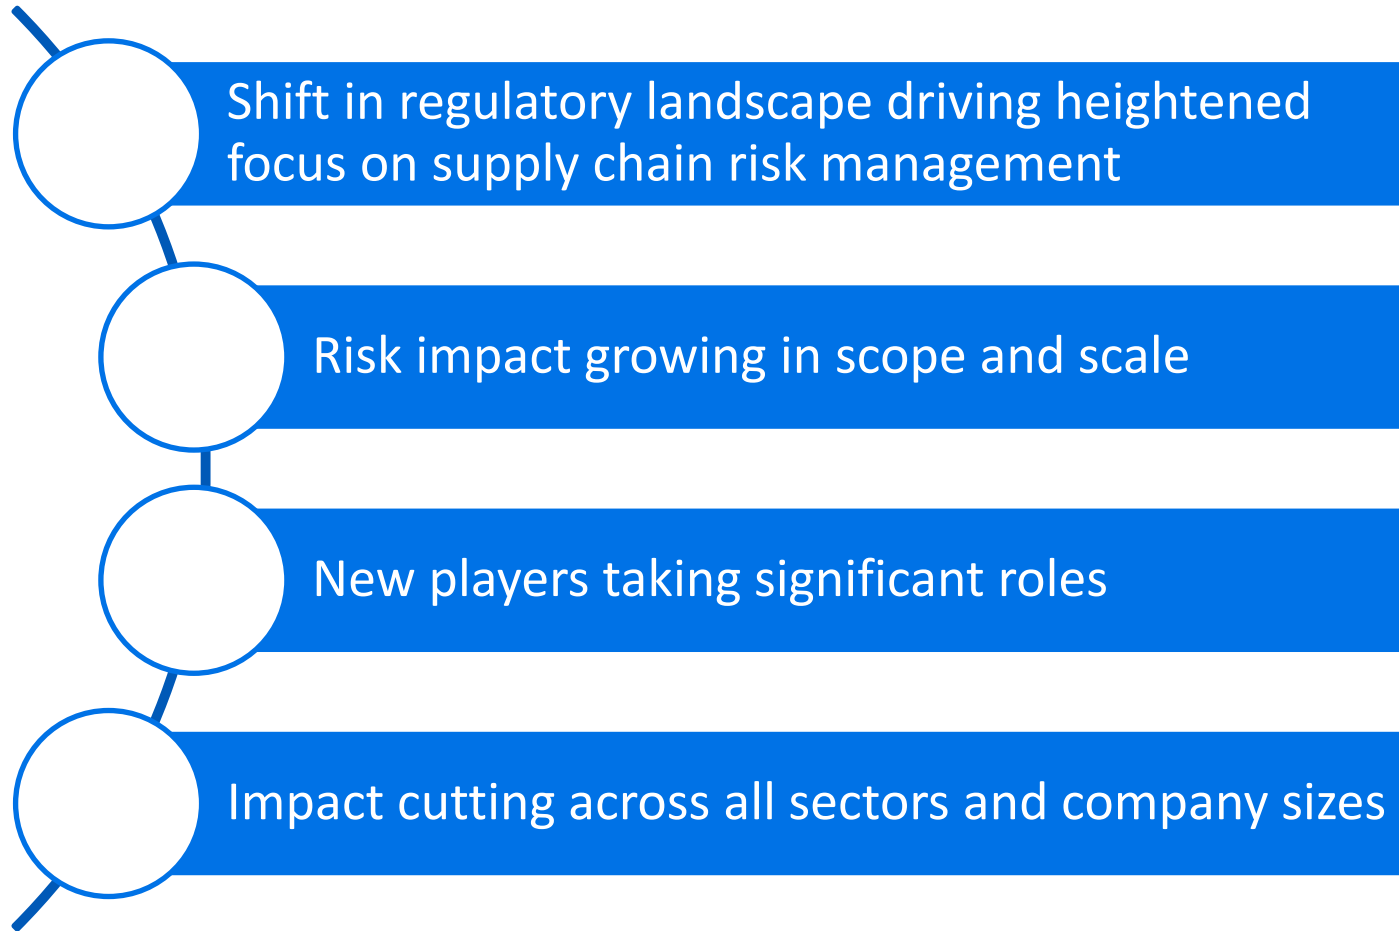 Shift in regulatory landscape driving heightened
focus on supply chain risk management
Risk impact growing in scope and scale
New players taking significant roles
Impact cutting across all sectors and company sizes